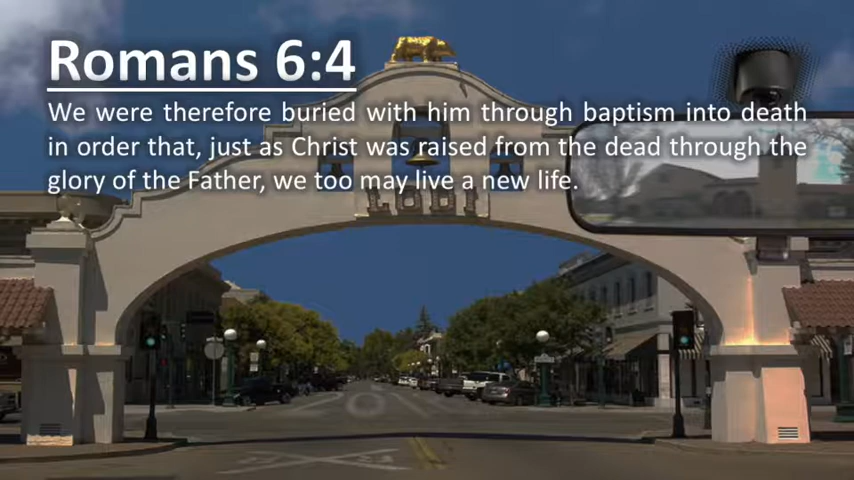 Romans 6:4
We were therefore buried with him through baptism into death
in order that, just as Christ was raised from the dead through the
glory of the Father, we too may live a new life.
LODI